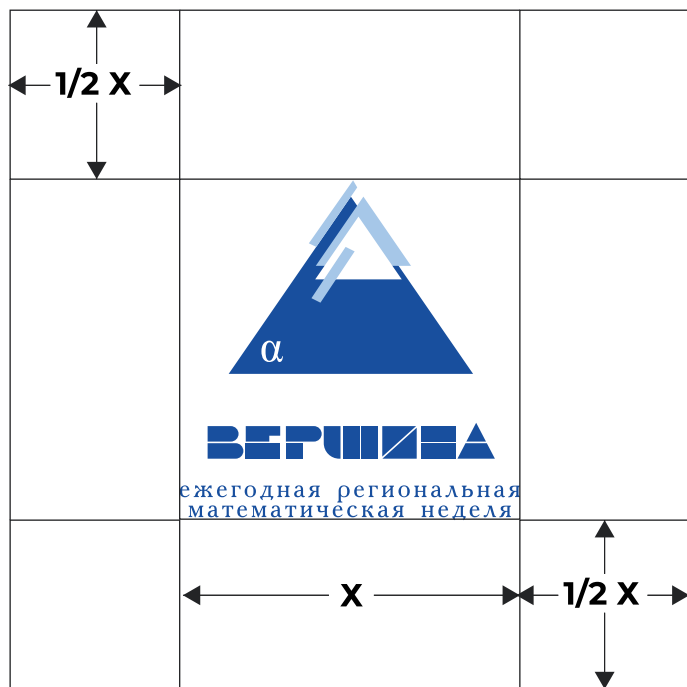 1/2 X
α
ВЕРШИНА
ежегодная региональная
математическая неделя
X
1/2 X